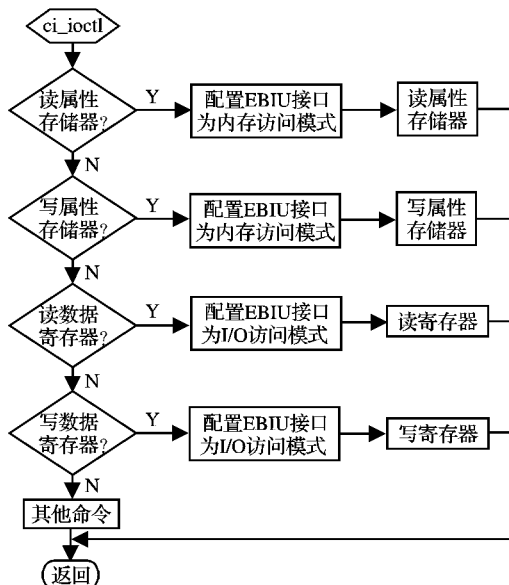 ci_ioctl
读属性
存储器?
Y
配置EBIU接口
为内存访问模式
读属性
存储器
N
写属性
存储器?
Y
配置EBIU接口
为内存访问模式
写属性
存储器
N
读数据
寄存器?
Y
配置EBIU接口
为I/O访问模式
读寄存器
N
写数据
寄存器?
Y
配置EBIU接口
为I/O访问模式
写寄存器
N
其他命令
返回